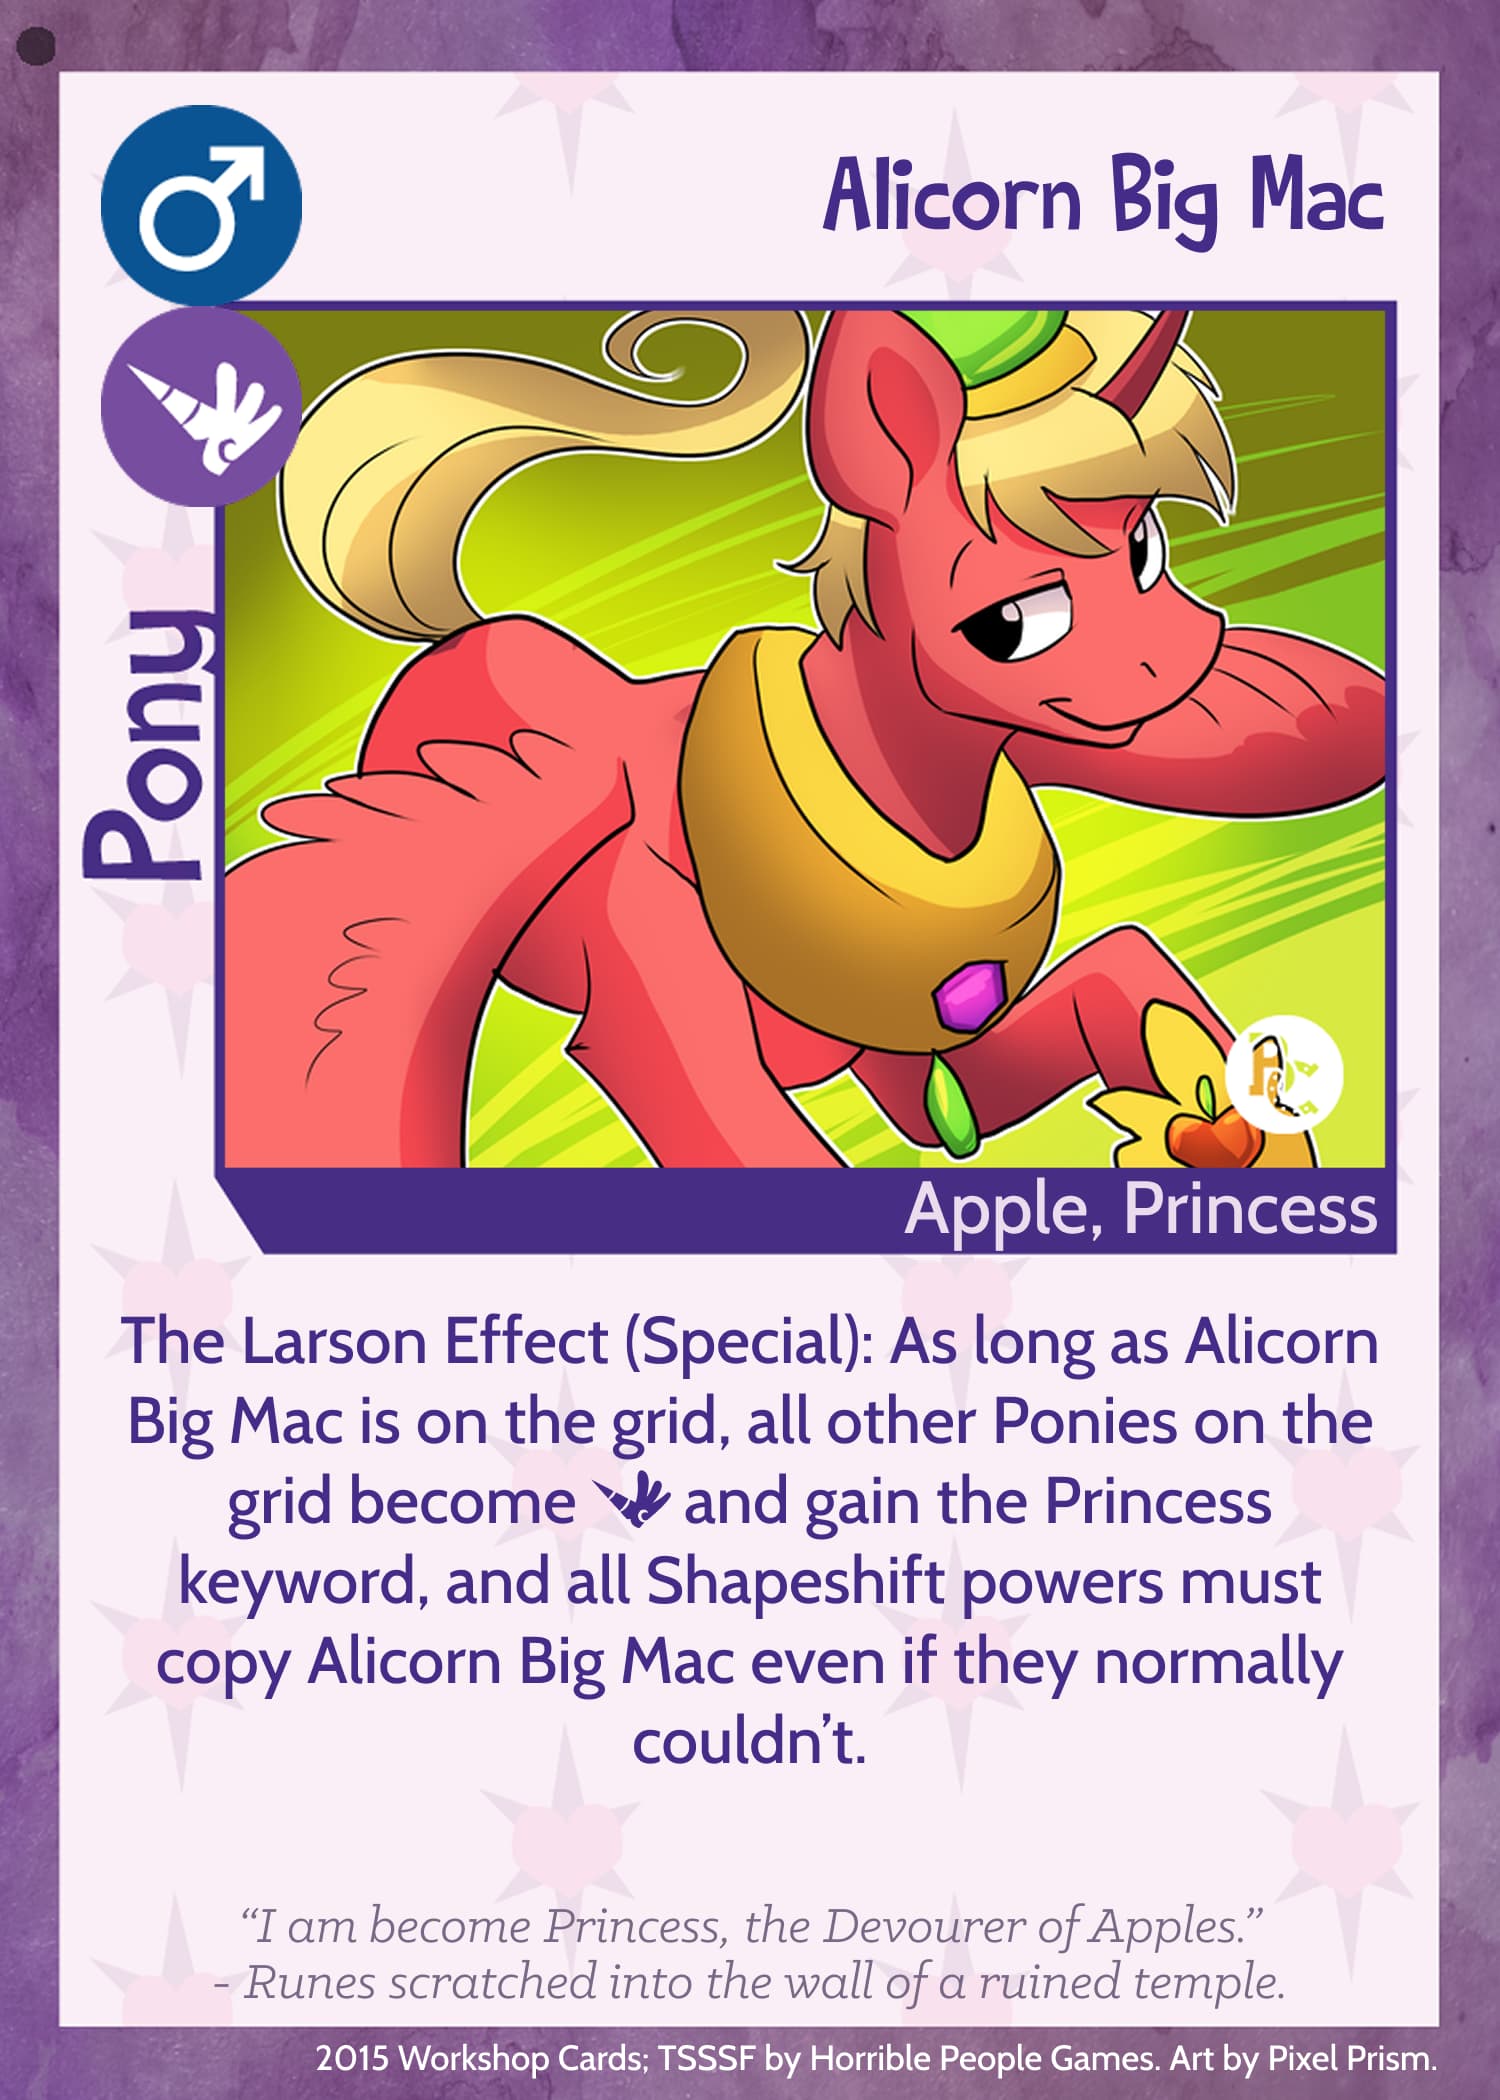 Alicorn Big Mac
Pony
Apple, Princess
The Larson Effect (Special): As long as Alicorn
Big Mac is on the grid, all other Ponies on the
grid become and gain the Princess
keyword, and all Shapeshift powers must
copy Alicorn Big Mac even if they normally
couldn’t.
“I am become Princess, the Devourer of Apples.”
- Runes scratched into the wall of a ruined temple.
2015 Workshop Cards; TSSSF by Horrible People Games. Art by Pixel Prism.